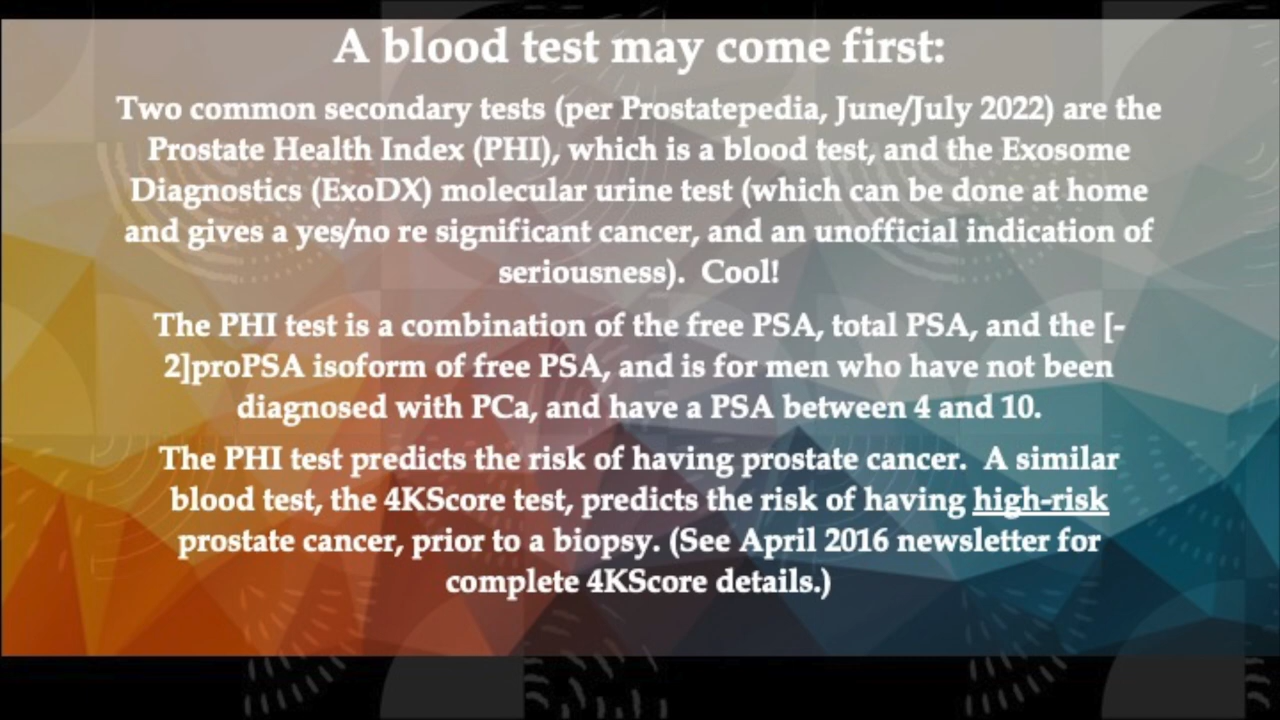 A blood test may come first:
Two common secondary tests (per Prostatepedia, June/July 2022) are the
Prostate Health Index (PHI), which is a blood test, and the Exosome
Diagnostics (ExoDX) molecular urine test (which can be done at home
and gives a yes/no re significant cancer, and an unofficial indication of
seriousness).  Cool!
The PHI test is a combination of the free PSA, total PSA, and the [-
2]proPSA isoform of free PSA, and is for men who have not been
diagnosed with PCa, and have a PSA between 4 and 10.
The PHI test predicts the risk of having prostate cancer.  A similar
blood test, the 4KScore test, predicts the risk of having high-risk
prostate cancer, prior to a biopsy. (See April 2016 newsletter for
complete 4KScore details.)